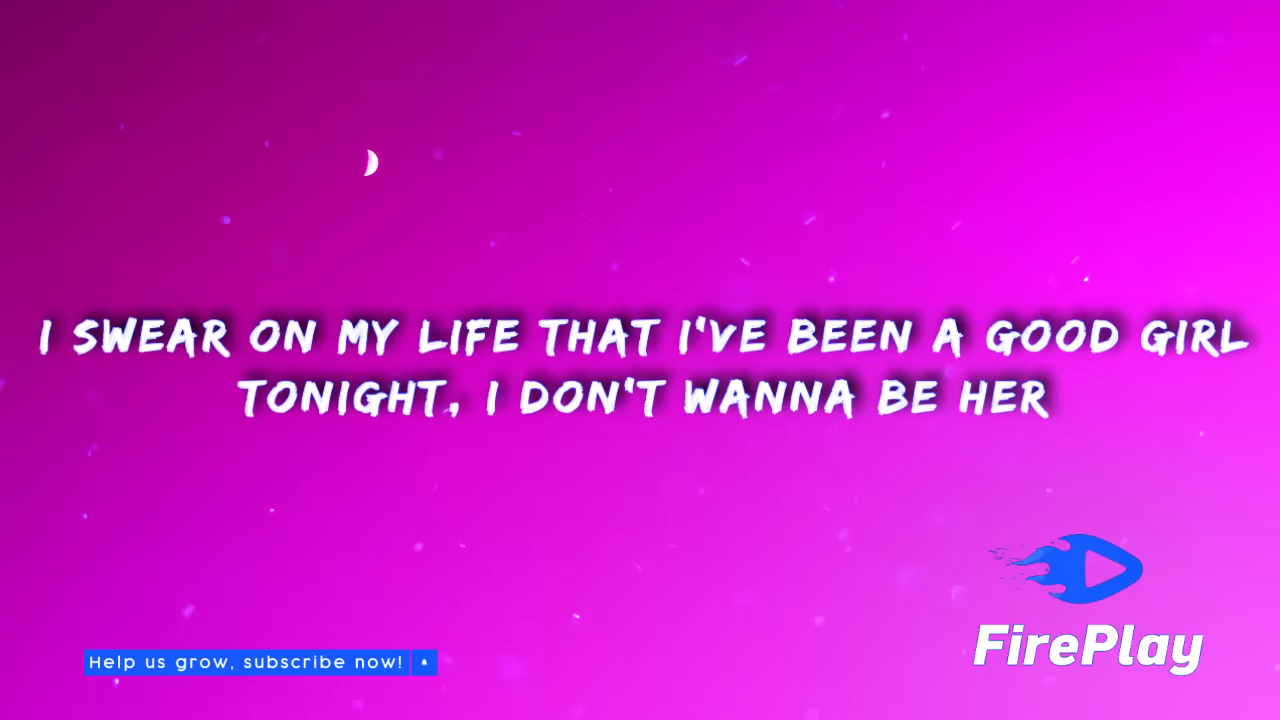 I SWEAR ON MY LIFE THAT I'VE BEEN A GOOD GIRL
TONIGHT, I DON'T WANNA BE HER
FirePlay
Help us grow, subscribe now!